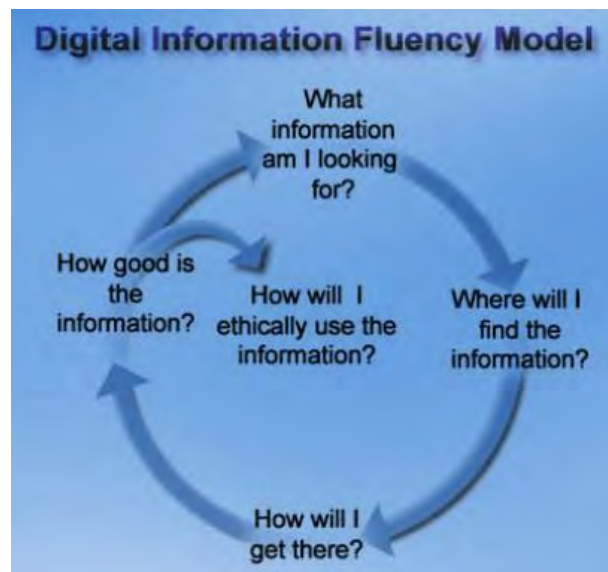 Digital Information Fluency Model
What
information
am I looking
for?
How good is
the
information?
How will I
ethically use the
information?
Where will I
find the
information?
How will I
get there?